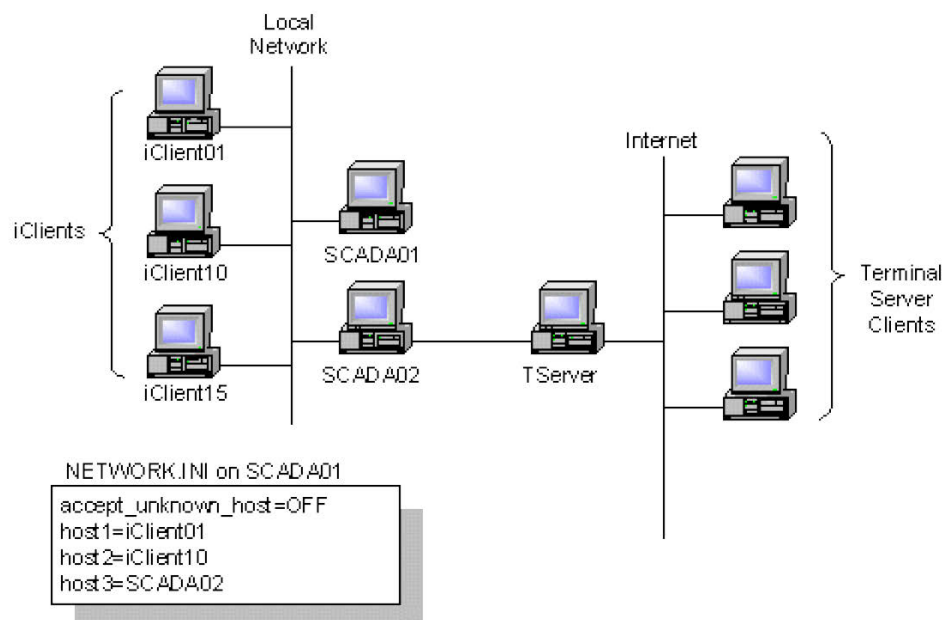 Local
Network
iClients
iClient01
iClient10
iClient15
SCADA01
SCADA02
TServer
Internet
Terminal
Server
Clients
NETWORK.INI on SCADA01
accept_unknown_host=OFF
host1=iClient01
host2=iClient10
host3=SCADA02